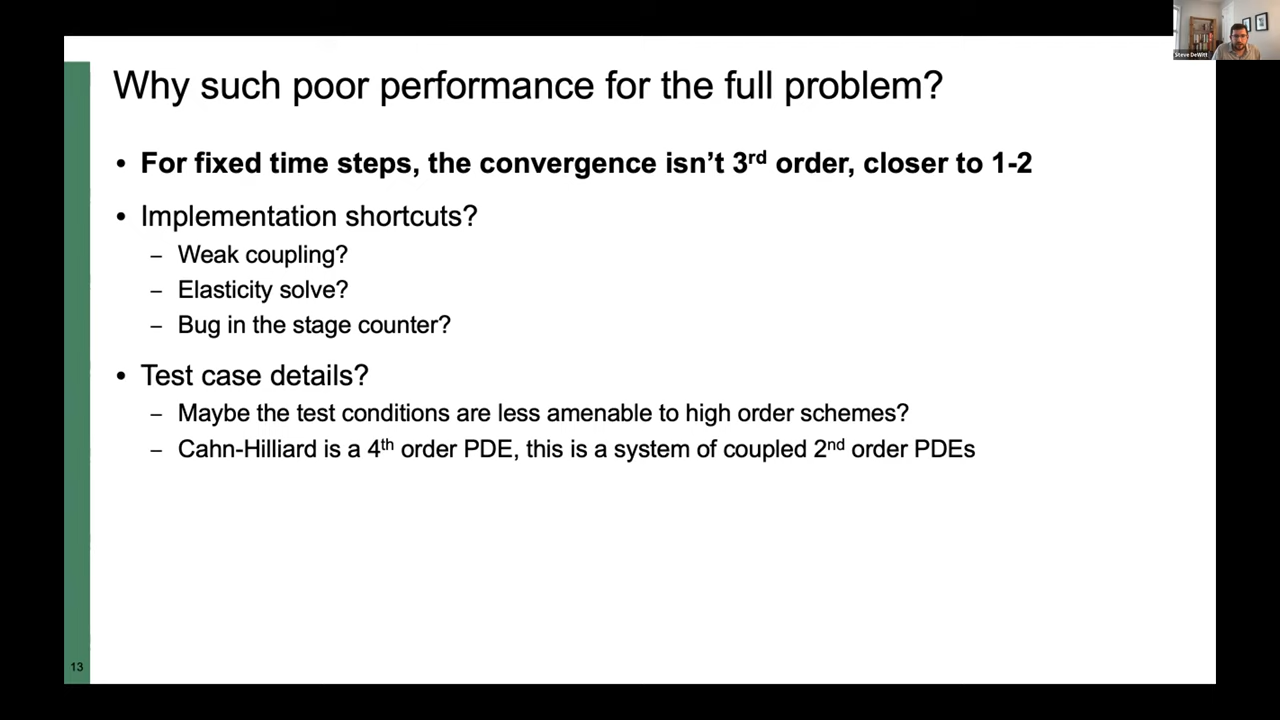 Steve DeWitt
Why such poor performance for the full problem?
• For fixed time steps, the convergence isn’t 3rd order, closer to 1-2
• Implementation shortcuts?
– Weak coupling?
– Elasticity solve?
– Bug in the stage counter?
• Test case details?
– Maybe the test conditions are less amenable to high order schemes?
– Cahn-Hilliard is a 4th order PDE, this is a system of coupled 2nd order PDEs
13